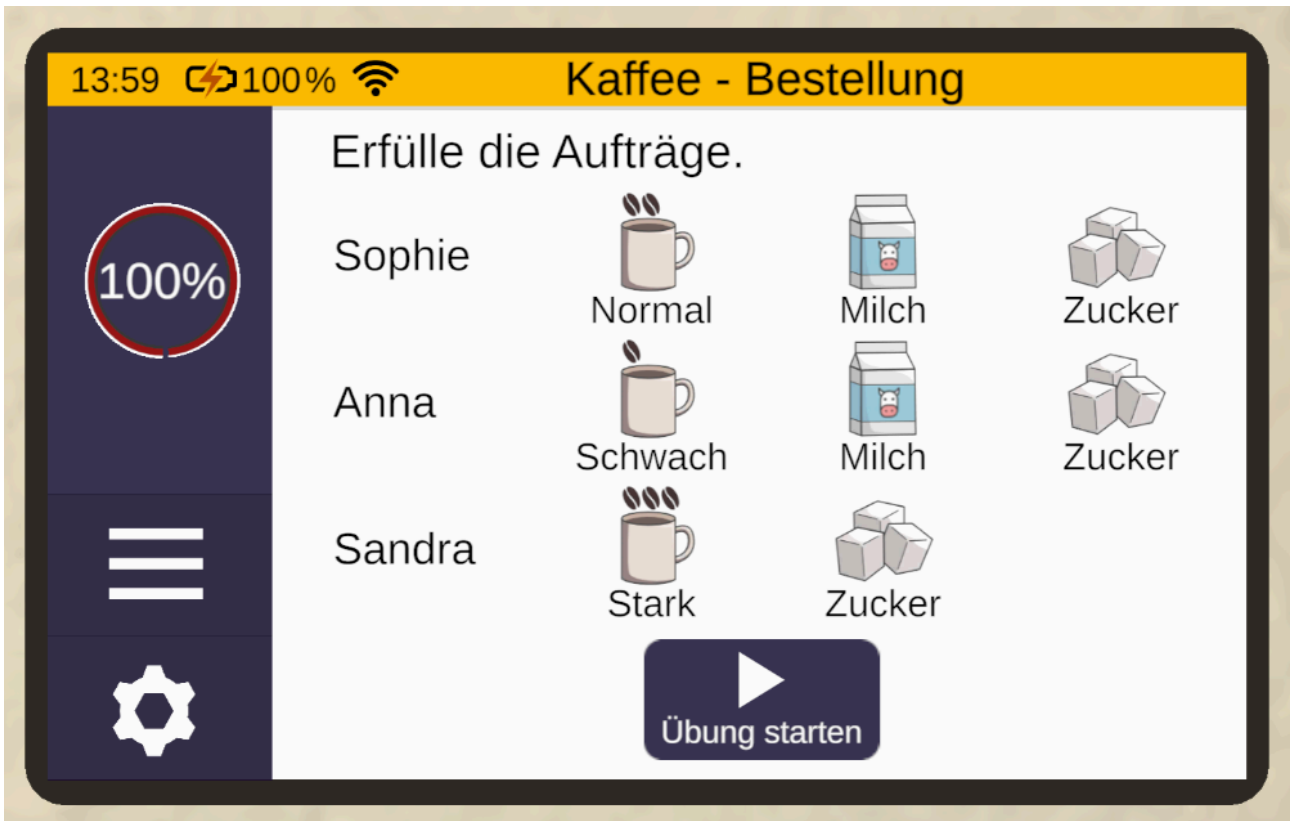 13:59 100% Kaffee - Bestellung
Erfülle die Aufträge.
100%
Sophie
Normal Milch Zucker
Anna
Schwach Milch Zucker
Sandra
Stark Zucker
Übung starten